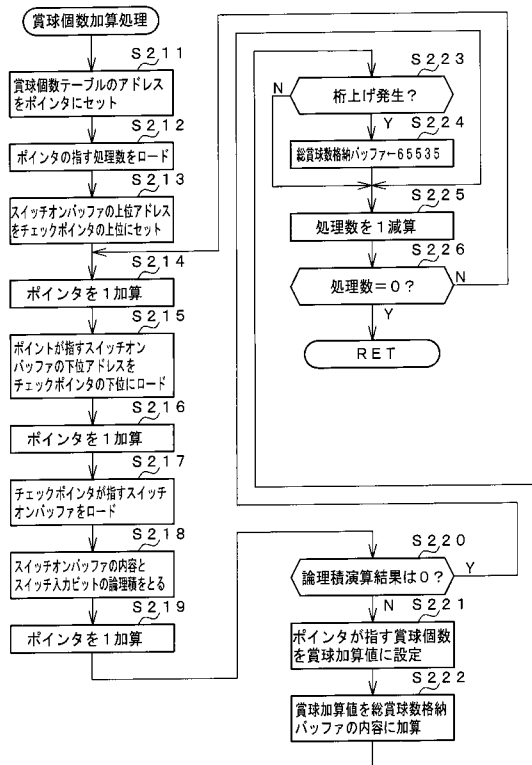 賞球個数加算処理
S211
賞球個数テーブルのアドレス
をポインタにセット
S212
ポインタの指す処理数をロード
S213
スイッチオンバッファの上位アドレス
をチェックポインタの上位にセット
S214
ポインタを1加算
S215
ポイントが指すスイッチオン
バッファの下位アドレスを
チェックポインタの下位にロード
S216
ポインタを1加算
S217
チェックポインタが指すスイッチ
オンバッファをロード
S218
スイッチオンバッファの内容と
スイッチ入力ビットの論理積をとる
S219
ポインタを1加算
S220
論理積演算結果は0?
Y
N
S221
ポインタが指す賞球個数
を賞球加算値に設定
S222
賞球加算値を総賞球数格納
バッファの内容に加算
S223
桁上げ発生?
N
Y
S224
総賞球数格納バッファ←65535
S225
処理数を1減算
S226
処理数=0?
N
Y
RET